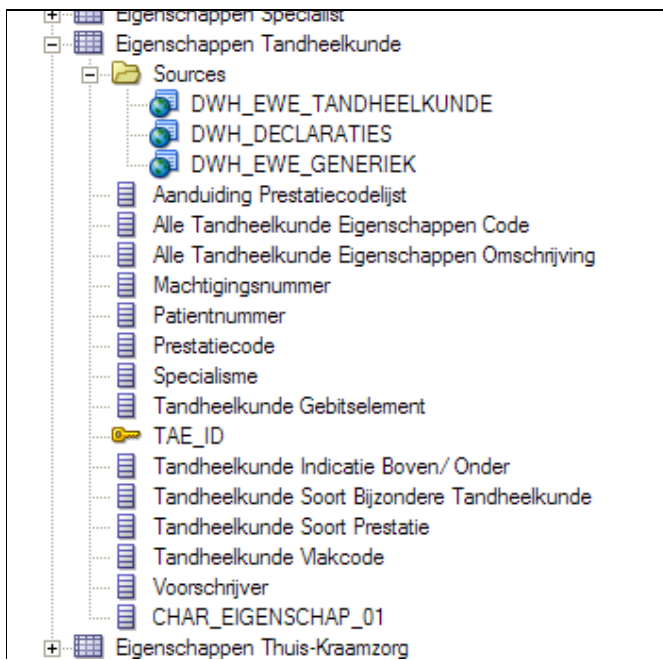 Eigenschappen Specialist
Eigenschappen Tandheelkunde
Sources
DWH_EWE_TANDHEELKUNDE
DWH_DECLARATIES
DWH_EWE_GENERIEK
Aanduiding Prestatiecodelijst
Alle Tandheelkunde Eigenschappen Code
Alle Tandheelkunde Eigenschappen Omschrijving
Machtigingsnummer
Patientnummer
Prestatiecode
Specialisme
Tandheelkunde Gebitselement
TAE_ID
Tandheelkunde Indicatie Boven/ Onder
Tandheelkunde Soort Bijzondere Tandheelkunde
Tandheelkunde Soort Prestatie
Tandheelkunde Vlakcode
Voorschrijver
CHAR_EIGENSCHAP_01
Eigenschappen Thuis-Kraamzorg